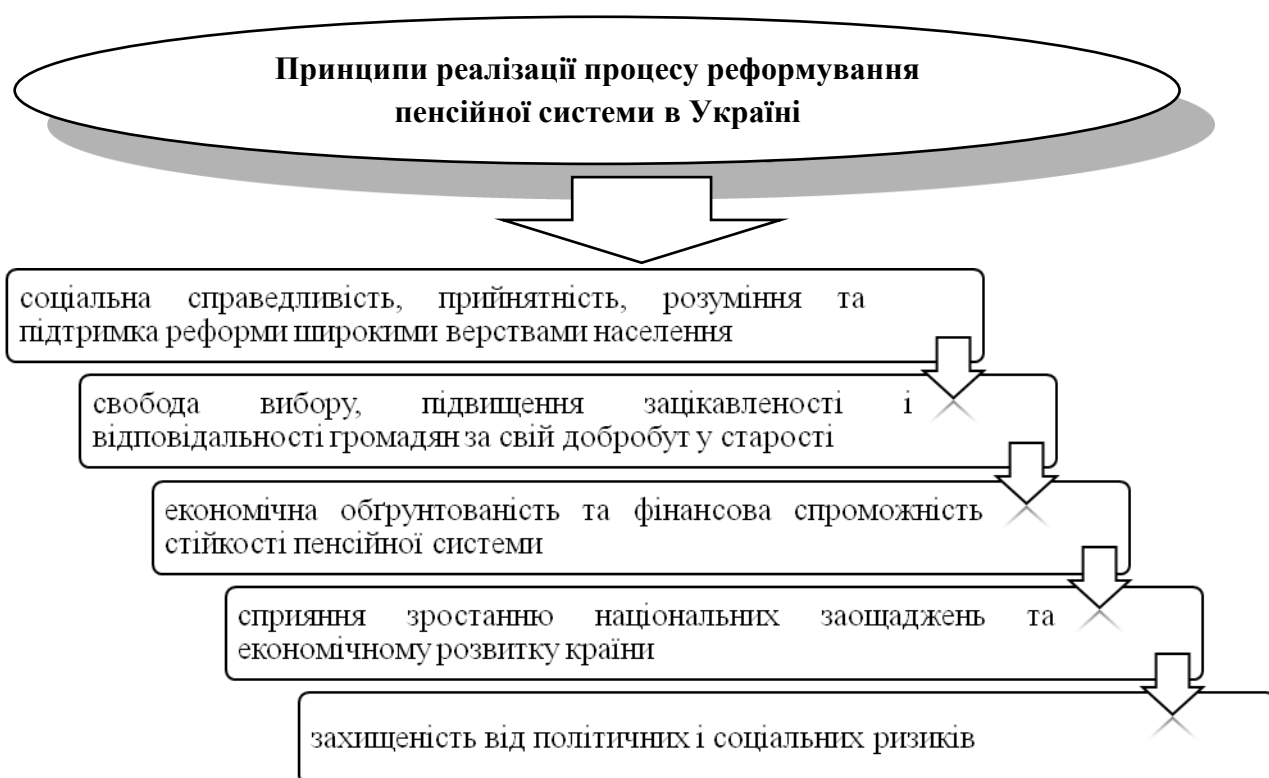 Принципи реалізації процесу реформування
пенсійної системи в Україні
соціальна справедливість, прийнятність, розуміння та
підтримка реформи широкими верствами населення
свобода вибору, підвищення зацікавленості і
відповідальності громадян за свій добробут у старості
економічна обґрунтованість та фінансова спроможність
стійкості пенсійної системи
сприяння зростанню національних заощаджень та
економічному розвитку країни
захищеність від політичних і соціальних ризиків